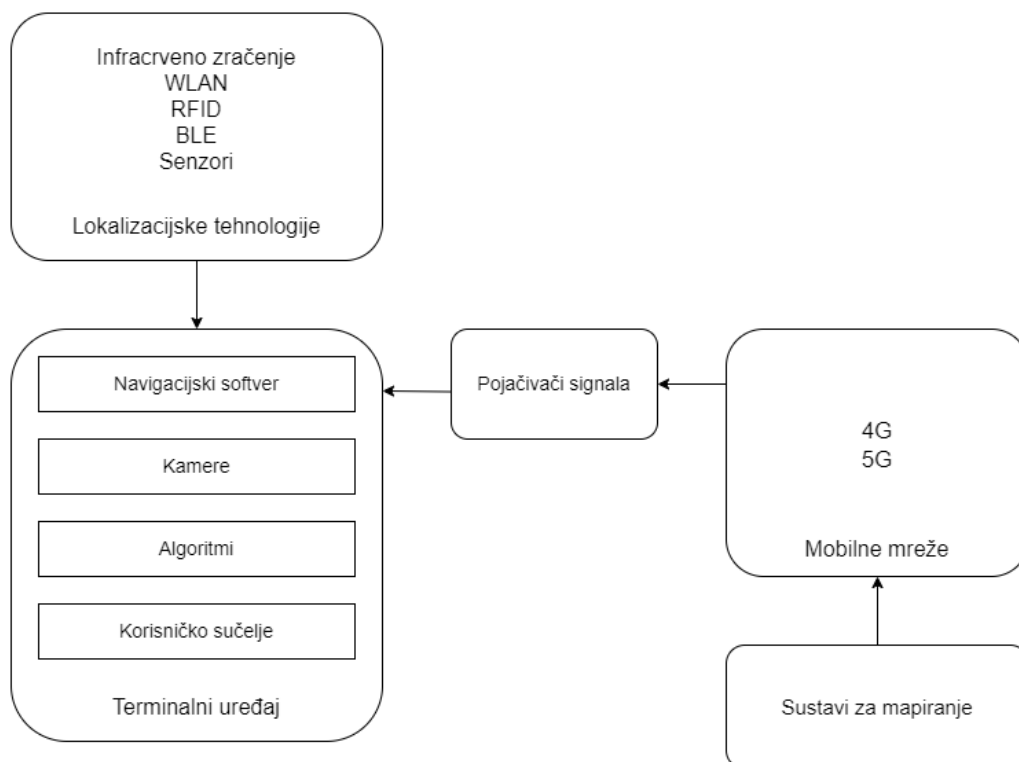 Infracrveno zračenje
WLAN
RFID
BLE
Senzori
Lokalizacijske tehnologije
Navigacijski softver
Kamere
Algoritmi
Korisničko sučelje
Terminalni uređaj
Pojačivači signala
4G
5G
Mobilne mreže
Sustavi za mapiranje